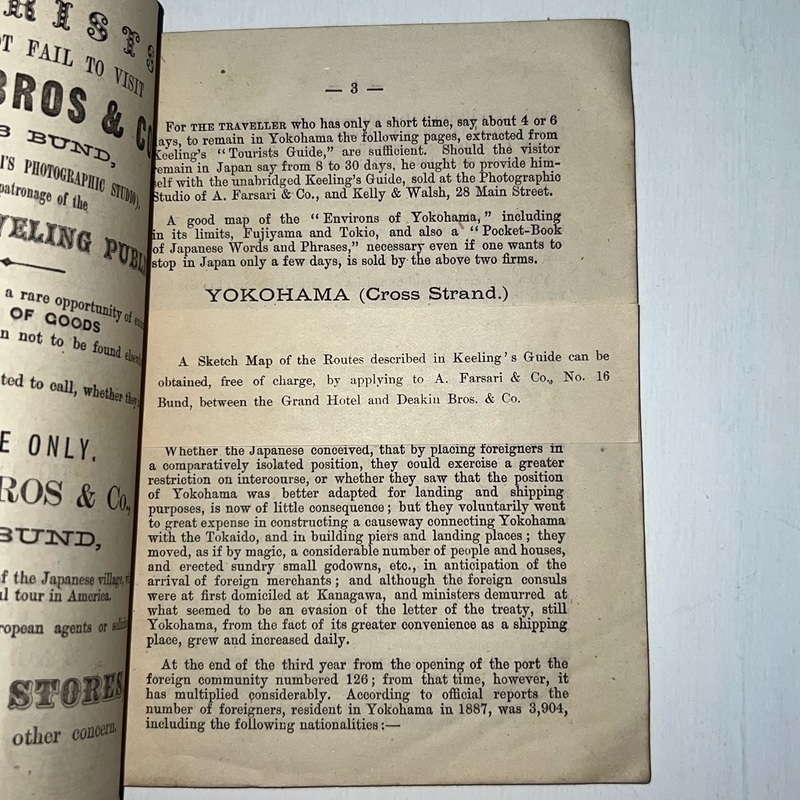 RISTS
OT FAIL TO VISIT
BROS & CO
BUND,
I'S PHOTOGRAPHIC STUDIO),
patronage of the
VELING PUBL
a rare opportunity of
OF GOODS
n not to be found
ted to call, whether
E ONLY.
ROS & Co.,
BUND,
f the Japanese village,
al tour in America.
ropean agents or
STORES
other concern.
— 3 —
For THE TRAVELLER who has only a short time, say about 4 or 6
days, to remain in Yokohama the following pages, extracted from
Keeling's "Tourists Guide," are sufficient. Should the visitor
remain in Japan say from 8 to 30 days, he ought to provide him-
self with the unabridged Keeling's Guide, sold at the Photographic
Studio of A. Farsari & Co., and Kelly & Walsh, 28 Main Street.
A good map of the "Environs of Yokohama," including
in its limits, Fujiyama and Tokio, and also a "Pocket-Book
of Japanese Words and Phrases," necessary even if one wants to
stop in Japan only a few days, is sold by the above two firms.
YOKOHAMA (Cross Strand.)
A Sketch Map of the Routes described in Keeling's Guide can be
obtained, free of charge, by applying to A. Farsari & Co., No. 16
Bund, between the Grand Hotel and Deakin Bros. & Co.
Whether the Japanese conceived, that by placing foreigners in
a comparatively isolated position, they could exercise a greater
restriction on intercourse, or whether they saw that the position
of Yokohama was better adapted for landing and shipping
purposes, is now of little consequence; but they voluntarily went
to great expense in constructing a causeway connecting Yokohama
with the Tokaido, and in building piers and landing places; they
moved, as if by magic, a considerable number of people and houses,
and erected sundry small godowns, etc., in anticipation of the
arrival of foreign merchants; and although the foreign consuls
were at first domiciled at Kanagawa, and ministers demurred at
what seemed to be an evasion of the letter of the treaty, still
Yokohama, from the fact of its greater convenience as a shipping
place, grew and increased daily.
At the end of the third year from the opening of the port the
foreign community numbered 126; from that time, however, it
has multiplied considerably. According to official reports the
number of foreigners, resident in Yokohama in 1887, was 3,904,
including the following nationalities:—